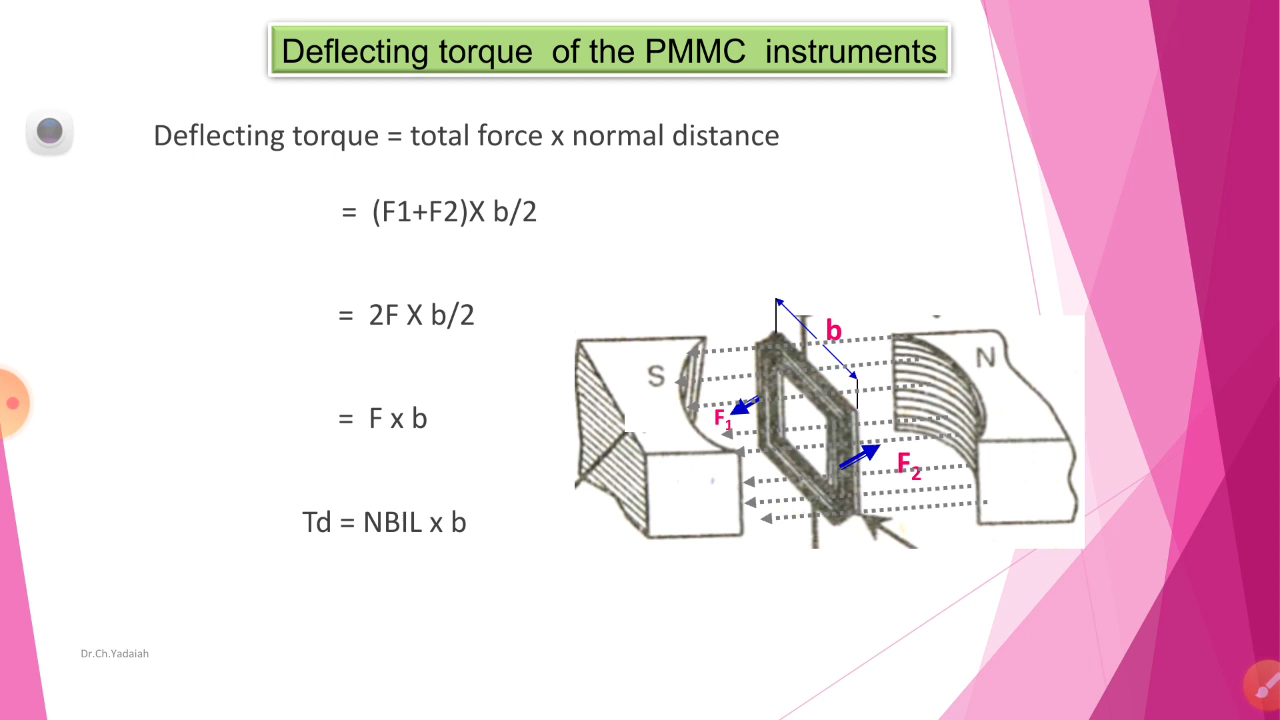 Deflecting torque of the PMMC instruments
Deflecting torque = total force x normal distance
= (F1+F2)X b/2
= 2F X b/2
= F x b
Td = NBIL x b
b
N
S
F1
F2
Dr.Ch.Yadaiah